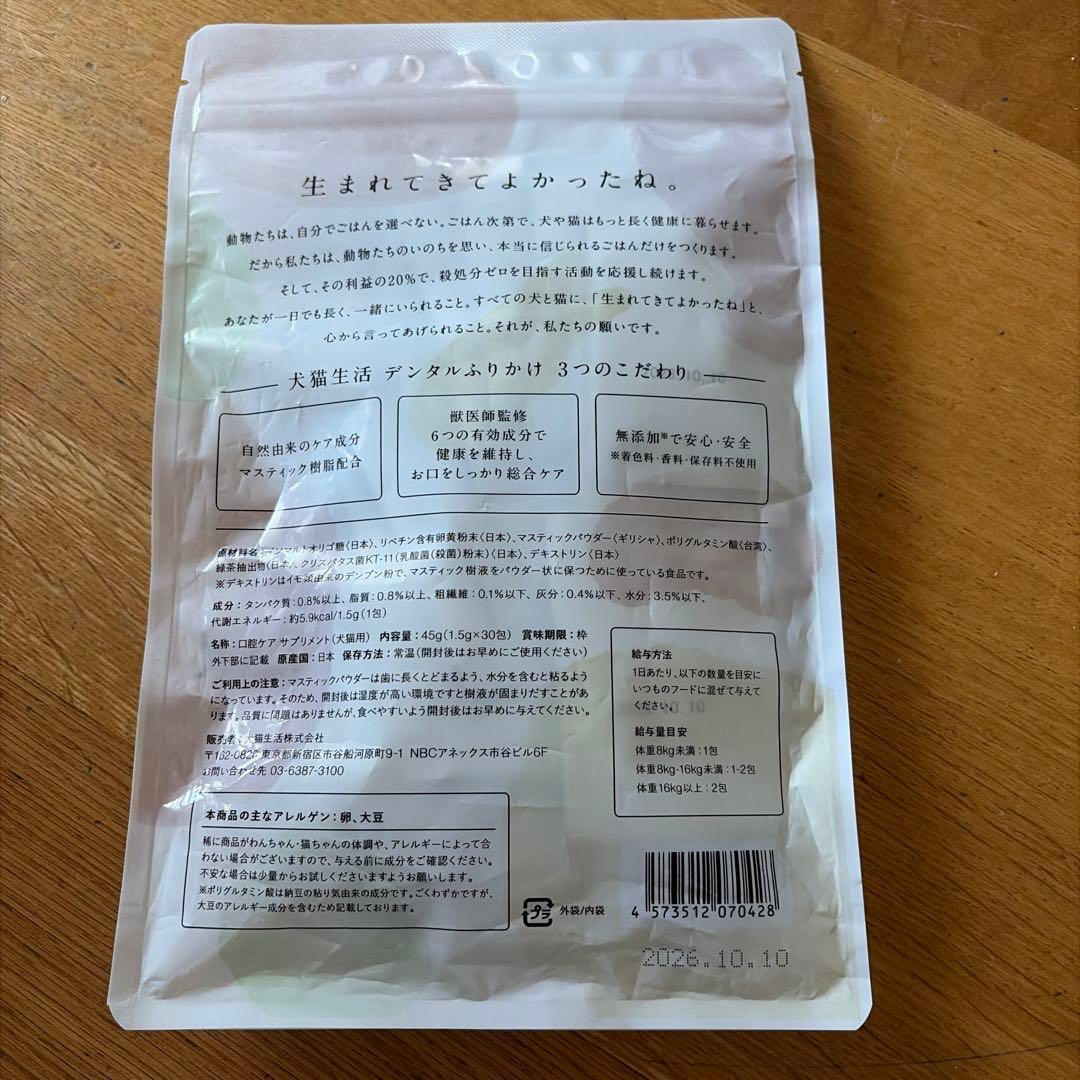 生まれてきてよかったね。
動物たちは、自分でごはんを選べない。ごはん次第で、犬や猫はもっと長く健康に暮らせます。
だから私たちは、動物たちのいのちを思い、本当に信じられるごはんだけをつくります。
そして、その利益の20%で、殺処分ゼロを目指す活動を応援し続けます。
あなたが一日でも長く、一緒にいられること。すべての犬と猫に、「生まれてきてよかったね」と、
心から言ってあげられること。それが、私たちの願いです。
犬猫生活 デンタルふりかけ 3つのこだわり
自然由来のケア成分
マスティック樹脂配合
獣医師監修
6つの有効成分で
健康を維持し、
お口をしっかり総合ケア
無添加※で安心・安全
※着色料・香料・保存料不使用
原材料名:ゲンマルトオリゴ糖〈日本〉、リベチン含有卵黄粉末〈日本〉、マスティックパウダー〈ギリシャ〉、ポリグルタミン酸〈台湾〉、
緑茶抽出物〈日本〉、クリスパタス菌KT-11(乳酸菌(殺菌)粉末)〈日本〉、デキストリン〈日本〉
※デキストリンはイモ類由来のデンプン粉で、マスティック樹液をパウダー状に保つために使っている食品です。
成分:タンパク質:0.8%以上、脂質:0.8%以上、粗繊維:0.1%以下、灰分:0.4%以下、水分:3.5%以下、
代謝エネルギー:約5.9kcal/1.5g(1包)
名称:口腔ケア サプリメント(犬猫用) 内容量:45g(1.5g×30包) 賞味期限:枠
外下部に記載 原産国:日本 保存方法:常温(開封後はお早めにご使用ください)
ご利用上の注意:マスティックパウダーは歯に長くとどまるよう、水分を含むと粘るよう
になっています。そのため、開封後は湿度が高い環境ですと樹液が固まりだすことがあ
ります。品質に問題はありませんが、食べやすいよう開封後はお早めに与えてください。
販売者:犬猫生活株式会社
〒162-0826 東京都新宿区市谷船河原町9-1 NBCアネックス市谷ビル6F
お問い合わせ先 03-6387-3100
給与方法
1日あたり、以下の数量を目安に
いつものフードに混ぜて与えて
ください。
給与量目安
体重8kg未満:1包
体重8kg-16kg未満:1-2包
体重16kg以上:2包
本商品の主なアレルゲン:卵、大豆
稀に商品がわんちゃん・猫ちゃんの体調や、アレルギーによって合
わない場合がございますので、与える前に成分をご確認ください。
不安な場合は少量からお試しくださいますようお願いします。
※ポリグルタミン酸は納豆の粘り気由来の成分です。ごくわずかですが、
大豆のアレルギー成分を含むため記載しております。
プラ
外袋/内袋
4 573512 070428
2026.10.10